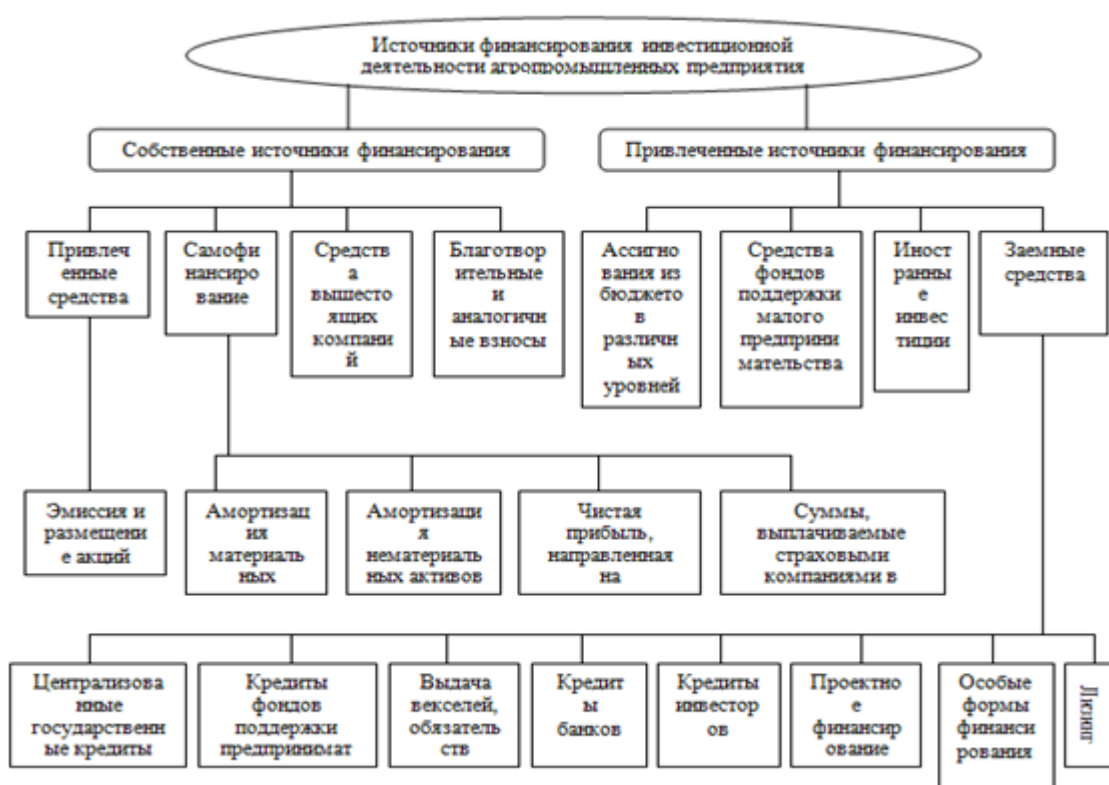 Источники финансирования инвестиционной
деятельности агропромышленных предприятия
Собственные источники финансирования
Привлеченные источники финансирования
Привлеч
енные
средства
Самофи
нансиро
вание
Средств
а
вышесто
ящих
компани
й
Благотвор
ительные
и
аналогичн
ые взносы
Ассигно
вания из
бюджето
в
различн
ых
уровней
Средства
фондов
поддержки
малого
предприни
мательства
Иност
ранны
е
инвес
тиции
Заемные
средства
Эмиссия и
размещени
е акций
Амортизац
ия
материаль
ных
Амортизаци
я
нематериаль
ных активов
Чистая
прибыль,
направленная
на
Суммы,
выплачиваемые
страховыми
компаниями в
Централизова
нные
государствен
ные кредиты
Кредиты
фондов
поддержки
предпринимат
Выдача
векселей,
обязательс
тв
Кредит
ы
банков
Кредиты
инвестор
ов
Проектно
е
финансир
ование
Особые
формы
финанси
рования
Лизинг